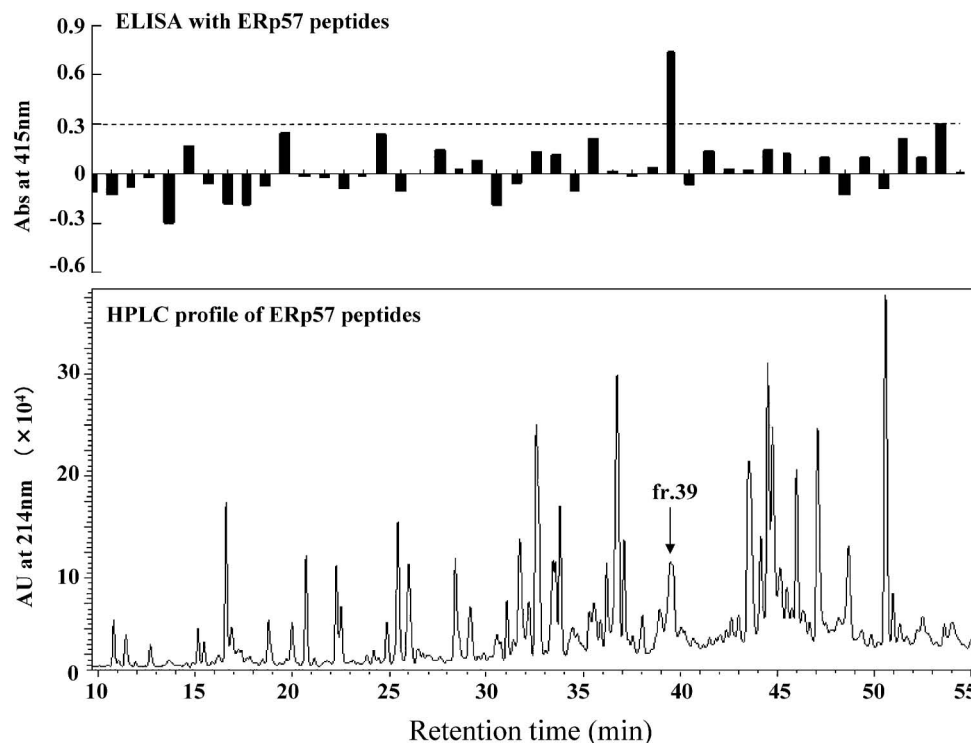 ELISA with ERp57 peptides
0.9
0.6
0.3
0
-0.3
-0.6
Abs at 415nm
HPLC profile of ERp57 peptides
30
20
10
0
AU at 214nm (×10⁴)
fr.39
10 15 20 25 30 35 40 45 50 55
Retention time (min)